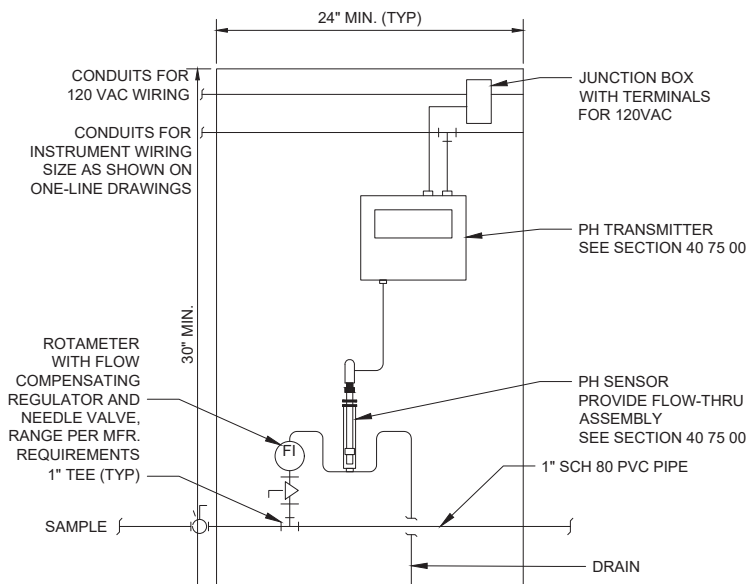 24" MIN. (TYP)
CONDUITS FOR
120 VAC WIRING
JUNCTION BOX
WITH TERMINALS
FOR 120VAC
CONDUITS FOR
INSTRUMENT WIRING
SIZE AS SHOWN ON
ONE-LINE DRAWINGS
PH TRANSMITTER
SEE SECTION 40 75 00
30" MIN.
ROTAMETER
WITH FLOW
COMPENSATING
REGULATOR AND
NEEDLE VALVE,
RANGE PER MFR.
REQUIREMENTS
FI
PH SENSOR
PROVIDE FLOW-THRU
ASSEMBLY
SEE SECTION 40 75 00
1" TEE (TYP)
1" SCH 80 PVC PIPE
SAMPLE
DRAIN